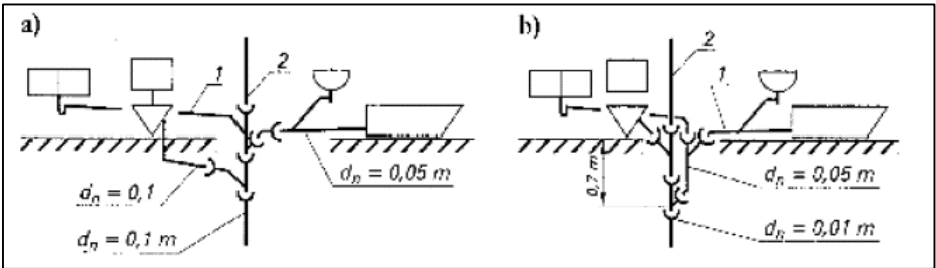 a)
1
2
dn = 0,1
dn = 0,1 m
dn = 0,05 m
b)
2
1
0,7 m
dn = 0,05 m
dn = 0,01 m